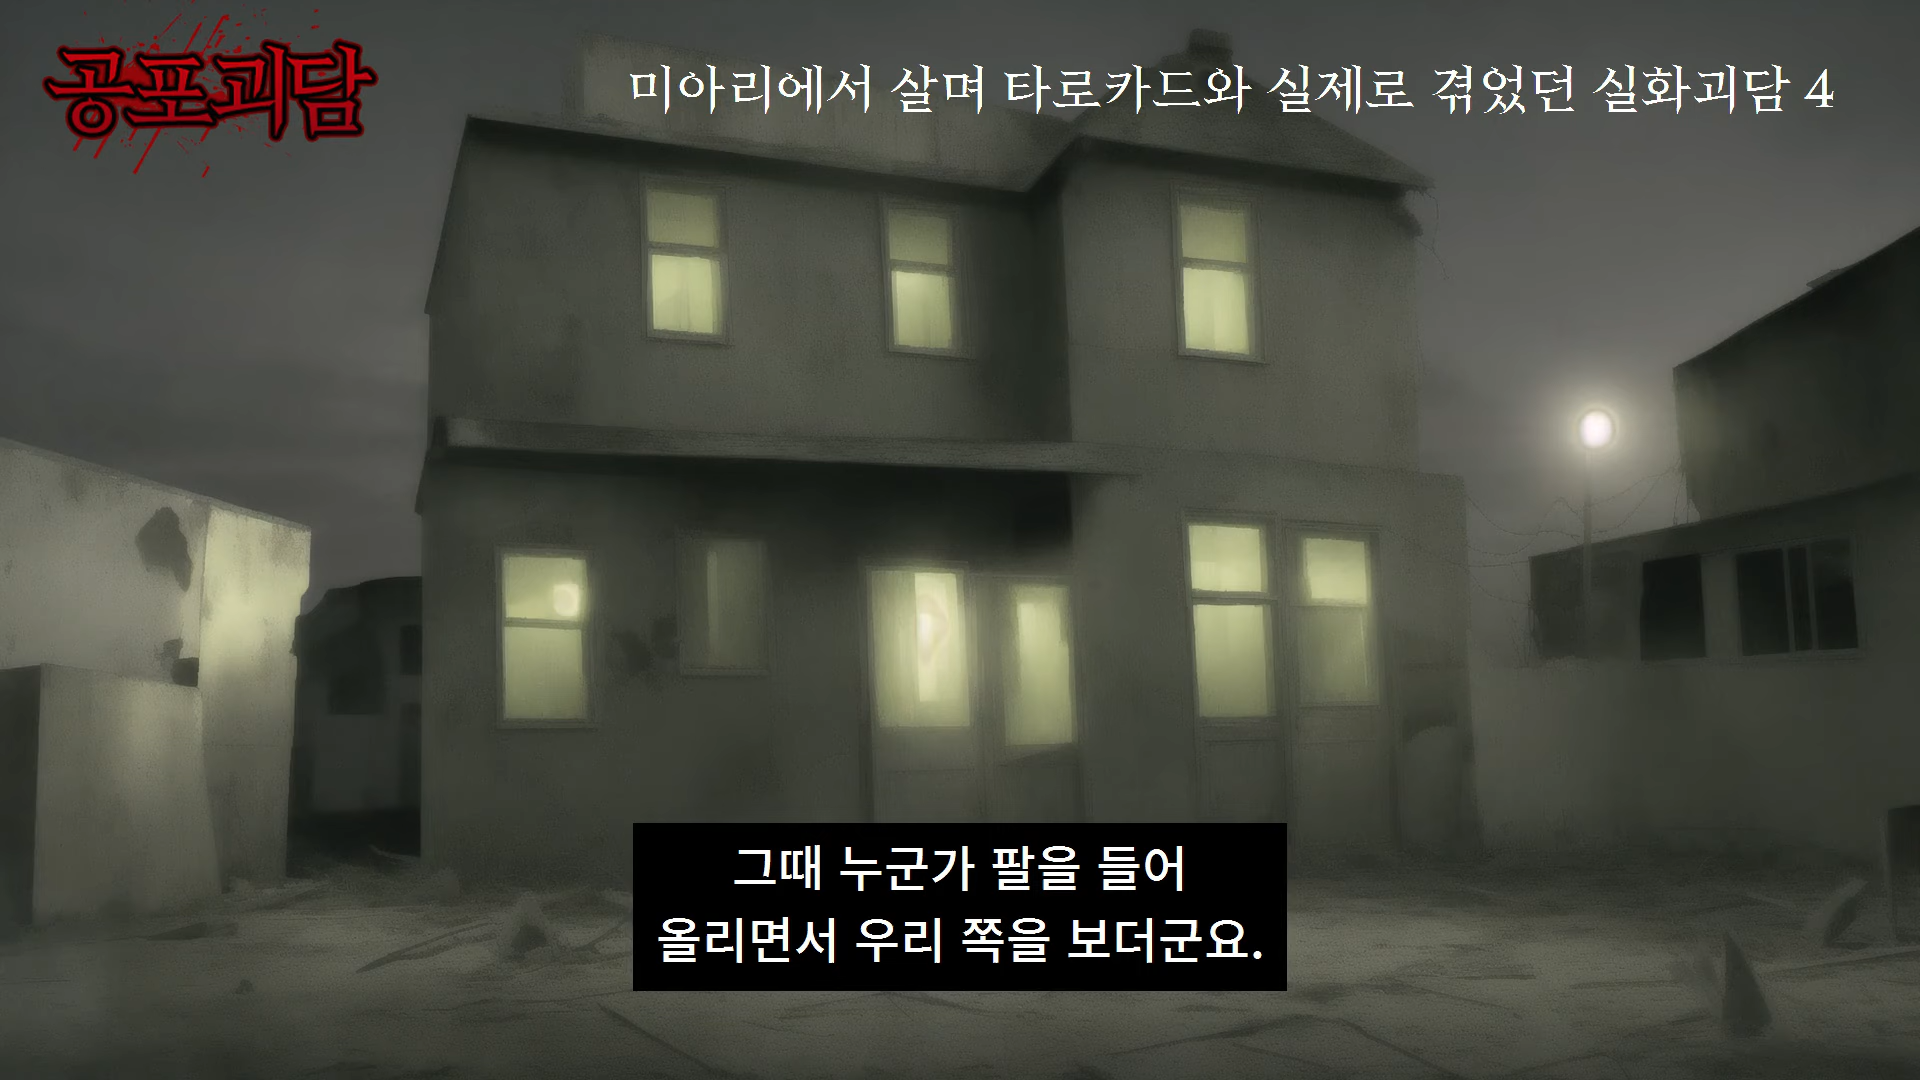 공포괴담
미아리에서 살며 타로카드와 실제로 겪었던 실화괴담 4
그때 누군가 팔을 들어
올리면서 우리 쪽을 보더군요.